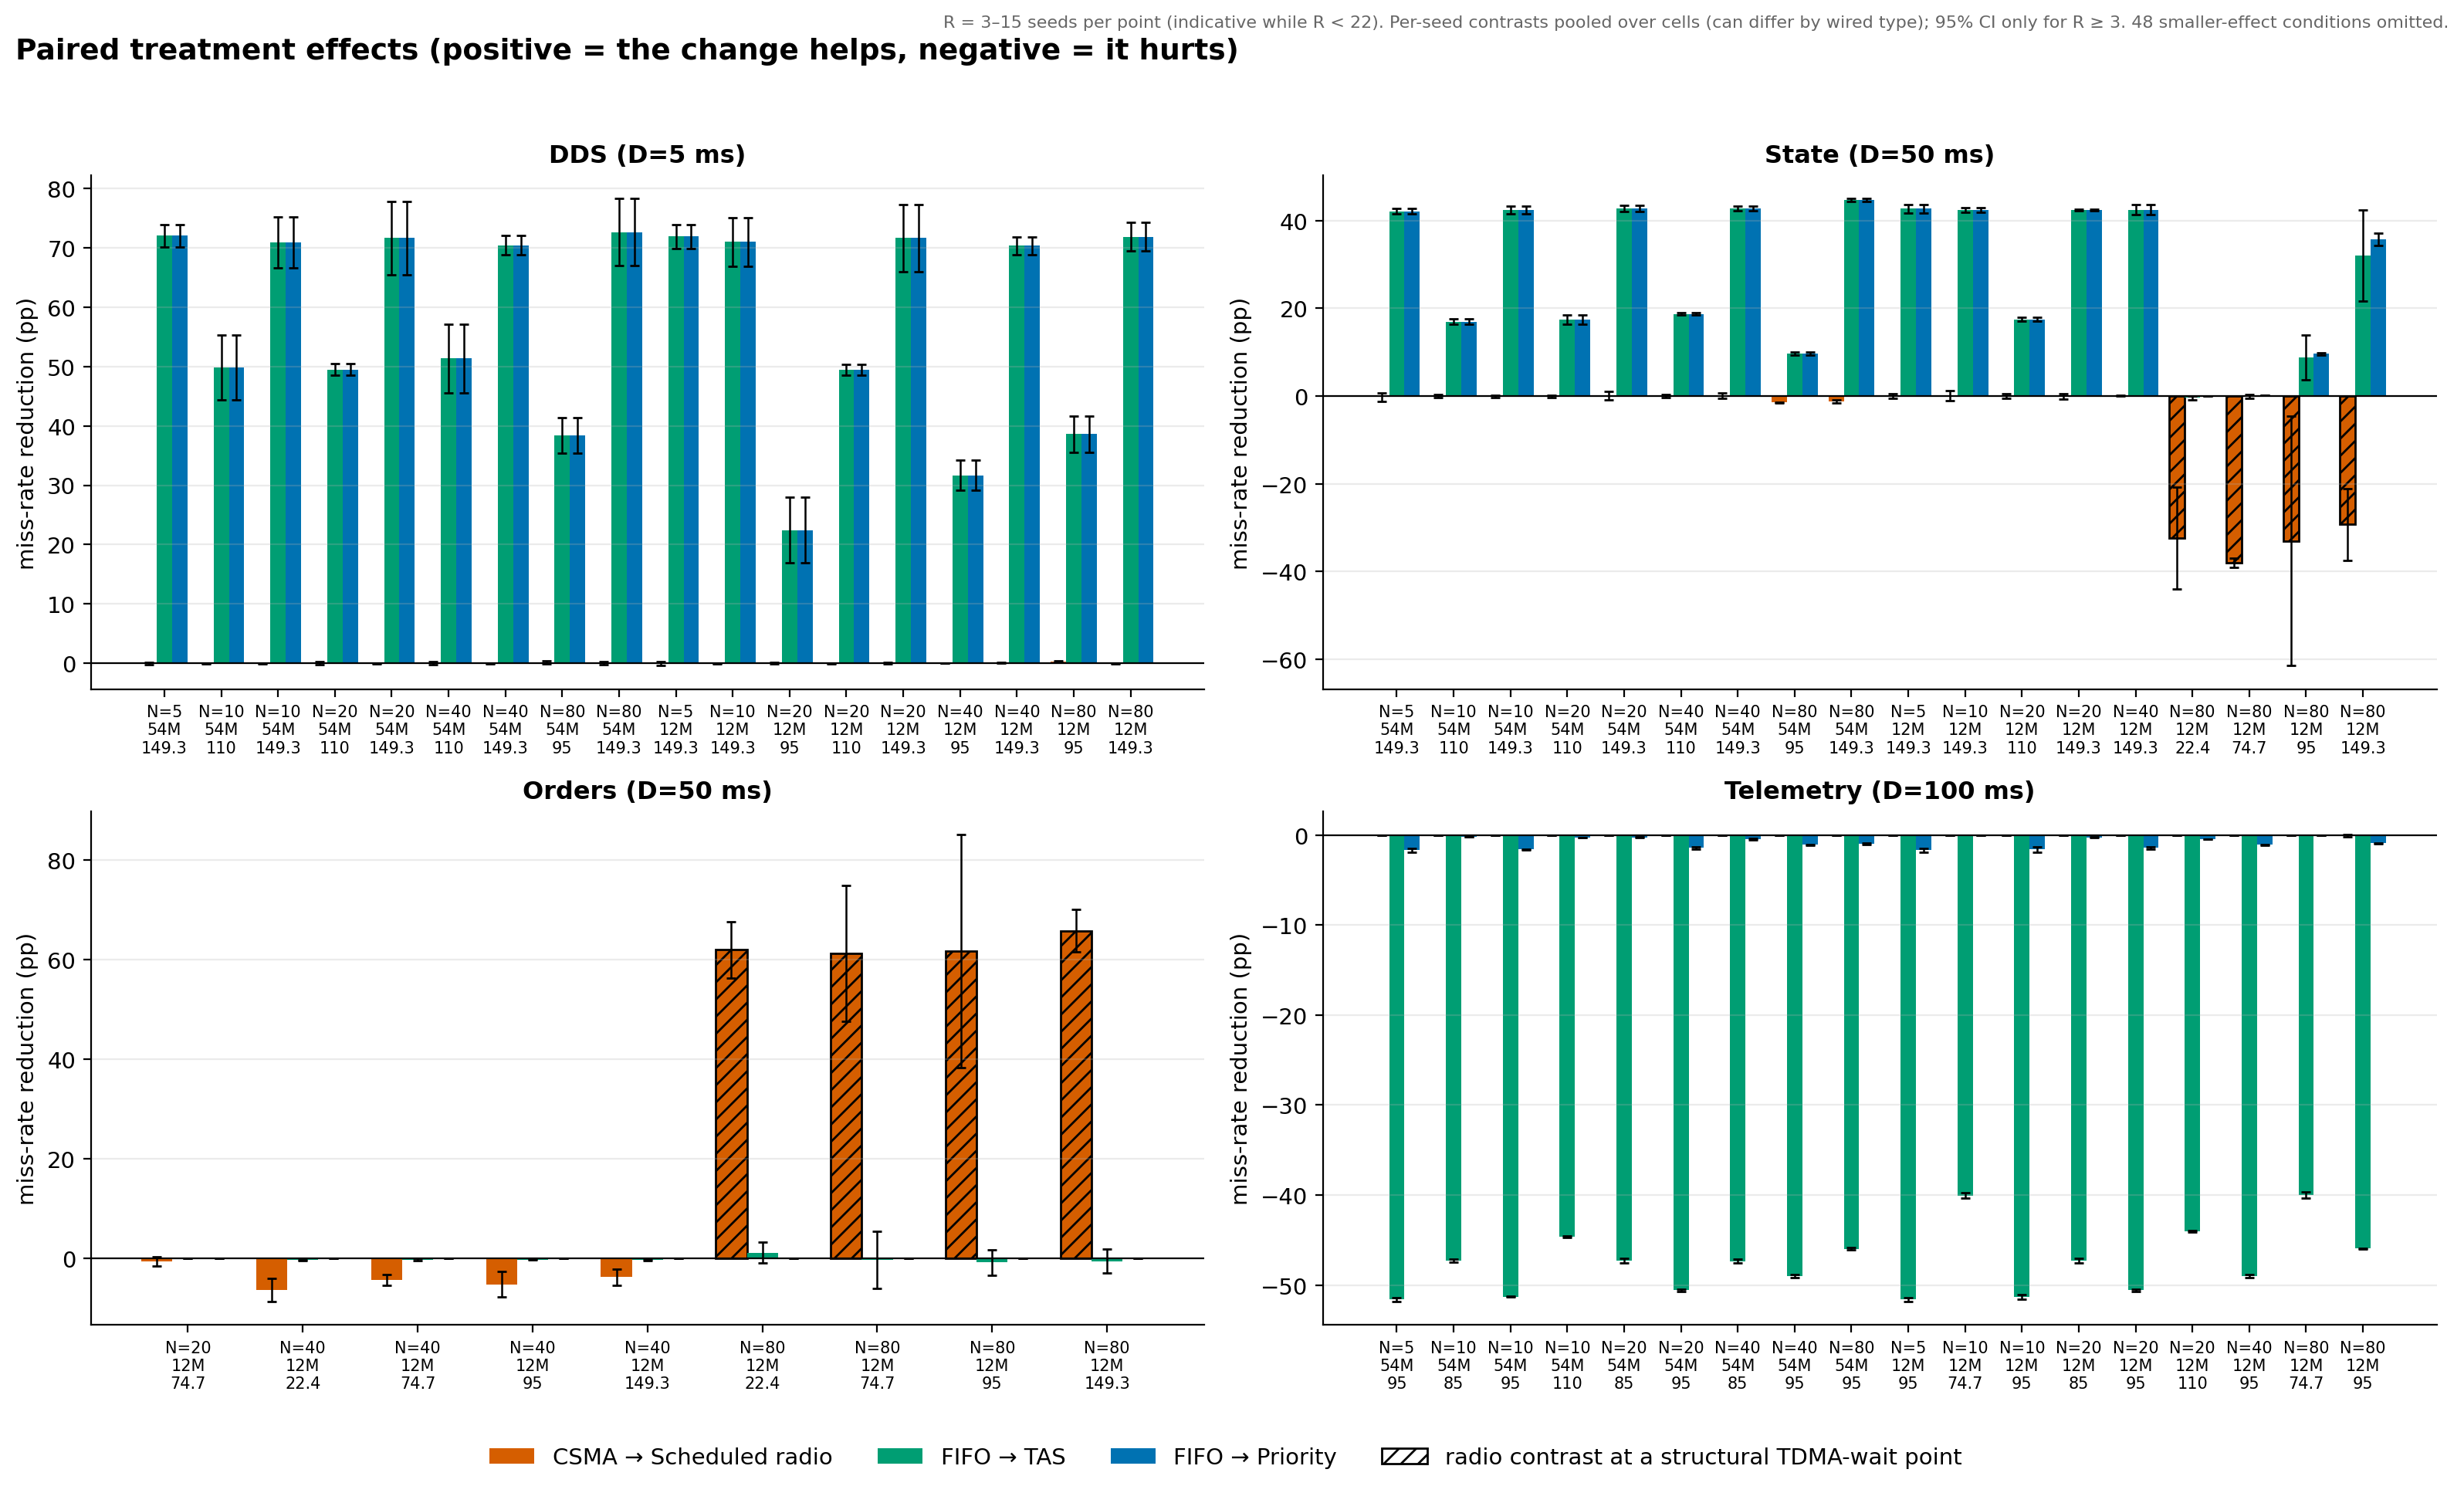 R = 3–15 seeds per point (indicative while R < 22). Per-seed contrasts pooled over cells (can differ by wired type); 95% CI only for R ≥ 3. 48 smaller-effect conditions omitted.
Paired treatment effects (positive = the change helps, negative = it hurts)
DDS (D=5 ms)
miss-rate reduction (pp)
80
70
60
50
40
30
20
10
0
N=5 N=10 N=10 N=20 N=20 N=40 N=40 N=80 N=80 N=5 N=10 N=20 N=20 N=20 N=40 N=40 N=80 N=80
54M 54M 54M 54M 54M 54M 54M 54M 54M 12M 12M 12M 12M 12M 12M 12M 12M 12M
149.3 110 149.3 110 149.3 110 149.3 95 149.3 149.3 149.3 95 110 149.3 95 149.3 95 149.3
State (D=50 ms)
miss-rate reduction (pp)
40
20
0
−20
−40
−60
N=5 N=10 N=10 N=20 N=20 N=40 N=40 N=80 N=80 N=5 N=10 N=20 N=20 N=40 N=80 N=80 N=80 N=80
54M 54M 54M 54M 54M 54M 54M 54M 54M 12M 12M 12M 12M 12M 12M 12M 12M 12M
149.3 110 149.3 110 149.3 110 149.3 95 149.3 149.3 149.3 110 149.3 149.3 22.4 74.7 95 149.3
Orders (D=50 ms)
miss-rate reduction (pp)
80
60
40
20
0
N=20 N=40 N=40 N=40 N=40 N=80 N=80 N=80 N=80
12M 12M 12M 12M 12M 12M 12M 12M 12M
74.7 22.4 74.7 95 149.3 22.4 74.7 95 149.3
Telemetry (D=100 ms)
miss-rate reduction (pp)
0
−10
−20
−30
−40
−50
N=5 N=10 N=10 N=10 N=20 N=20 N=40 N=40 N=80 N=5 N=10 N=10 N=20 N=20 N=20 N=40 N=80 N=80
54M 54M 54M 54M 54M 54M 54M 54M 54M 12M 12M 12M 12M 12M 12M 12M 12M 12M
95 85 95 110 85 95 85 95 95 95 74.7 95 85 95 110 95 74.7 95
CSMA → Scheduled radio
FIFO → TAS
FIFO → Priority
radio contrast at a structural TDMA-wait point